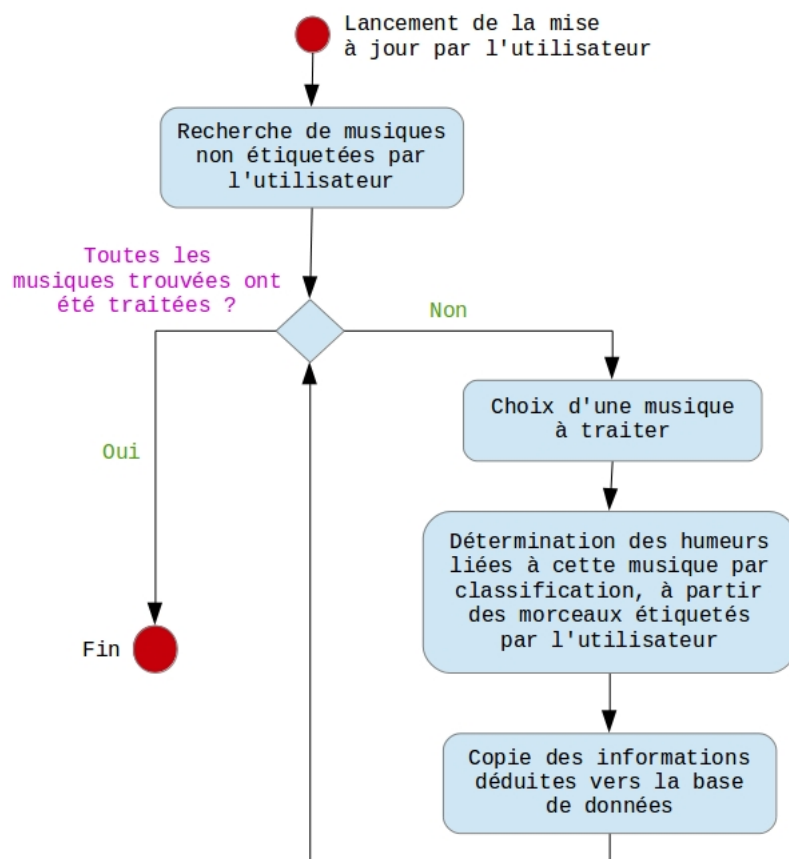 Lancement de la mise
à jour par l'utilisateur
Recherche de musiques
non étiquetées par
l'utilisateur
Toutes les
musiques trouvées ont
été traitées ?
Non
Choix d'une musique
à traiter
Oui
Détermination des humeurs
liées à cette musique par
classification, à partir
des morceaux étiquetés
par l'utilisateur
Fin
Copie des informations
déduites vers la base
de données